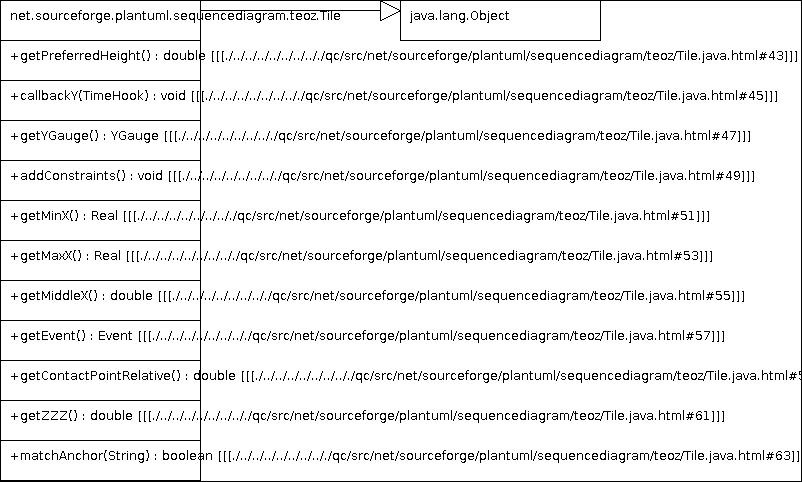 net.sourceforge.plantuml.sequencediagram.teoz.Tile
java.lang.Object
+getPreferredHeight() : double [[[./../../../../../../../../qc/src/net/sourceforge/plantuml/sequencediagram/teoz/Tile.java.html#43]]]
+callbackY(TimeHook) : void [[[./../../../../../../../../qc/src/net/sourceforge/plantuml/sequencediagram/teoz/Tile.java.html#45]]]
+getYGauge() : YGauge [[[./../../../../../../../../qc/src/net/sourceforge/plantuml/sequencediagram/teoz/Tile.java.html#47]]]
+addConstraints() : void [[[./../../../../../../../../qc/src/net/sourceforge/plantuml/sequencediagram/teoz/Tile.java.html#49]]]
+getMinX() : Real [[[./../../../../../../../../qc/src/net/sourceforge/plantuml/sequencediagram/teoz/Tile.java.html#51]]]
+getMaxX() : Real [[[./../../../../../../../../qc/src/net/sourceforge/plantuml/sequencediagram/teoz/Tile.java.html#53]]]
+getMiddleX() : double [[[./../../../../../../../../qc/src/net/sourceforge/plantuml/sequencediagram/teoz/Tile.java.html#55]]]
+getEvent() : Event [[[./../../../../../../../../qc/src/net/sourceforge/plantuml/sequencediagram/teoz/Tile.java.html#57]]]
+getContactPointRelative() : double [[[./../../../../../../../../qc/src/net/sourceforge/plantuml/sequencediagram/teoz/Tile.java.html#5
+getZZZ() : double [[[./../../../../../../../../qc/src/net/sourceforge/plantuml/sequencediagram/teoz/Tile.java.html#61]]]
+matchAnchor(String) : boolean [[[./../../../../../../../../qc/src/net/sourceforge/plantuml/sequencediagram/teoz/Tile.java.html#63]]]